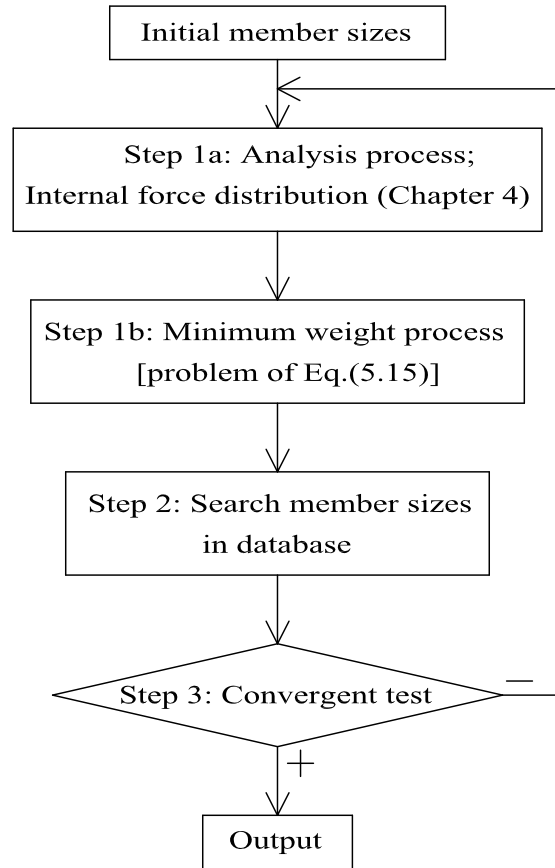 Initial member sizes
Step 1a: Analysis process;
Internal force distribution (Chapter 4)
Step 1b: Minimum weight process
[problem of Eq.(5.15)]
Step 2: Search member sizes
in database
Step 3: Convergent test
−
+
Output